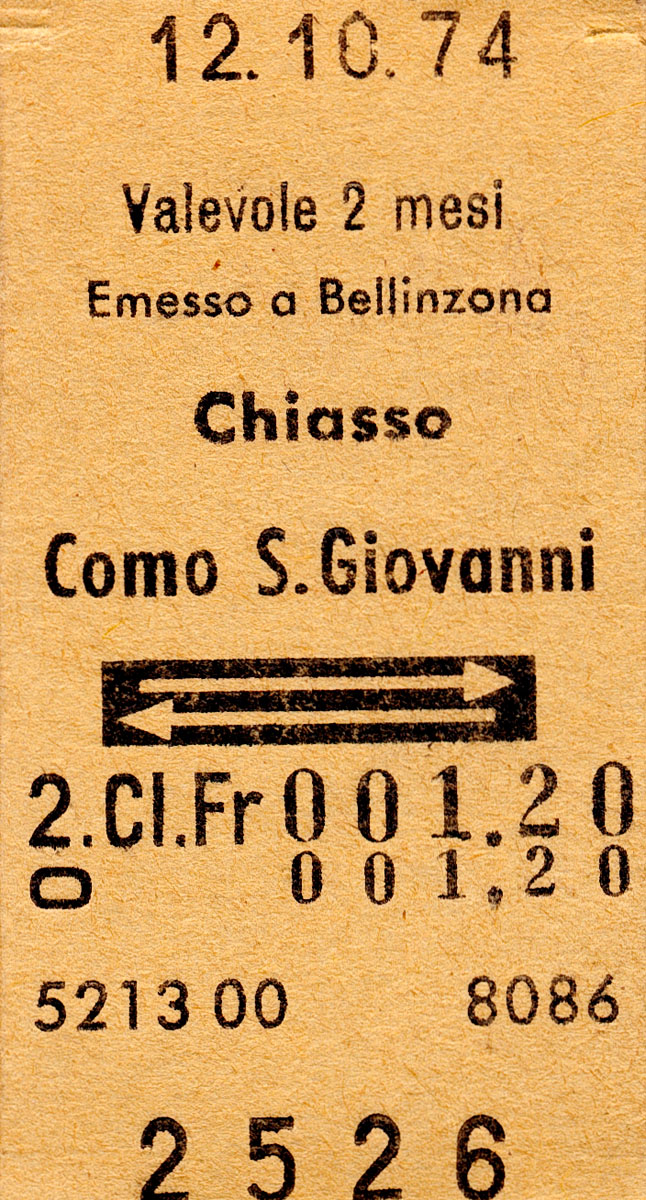 12.10.74
Valevole 2 mesi
Emesso a Bellinzona
Chiasso
Como S.Giovanni
2.Cl.Fr 001.20
0 001.20
5213 00 8086
2526